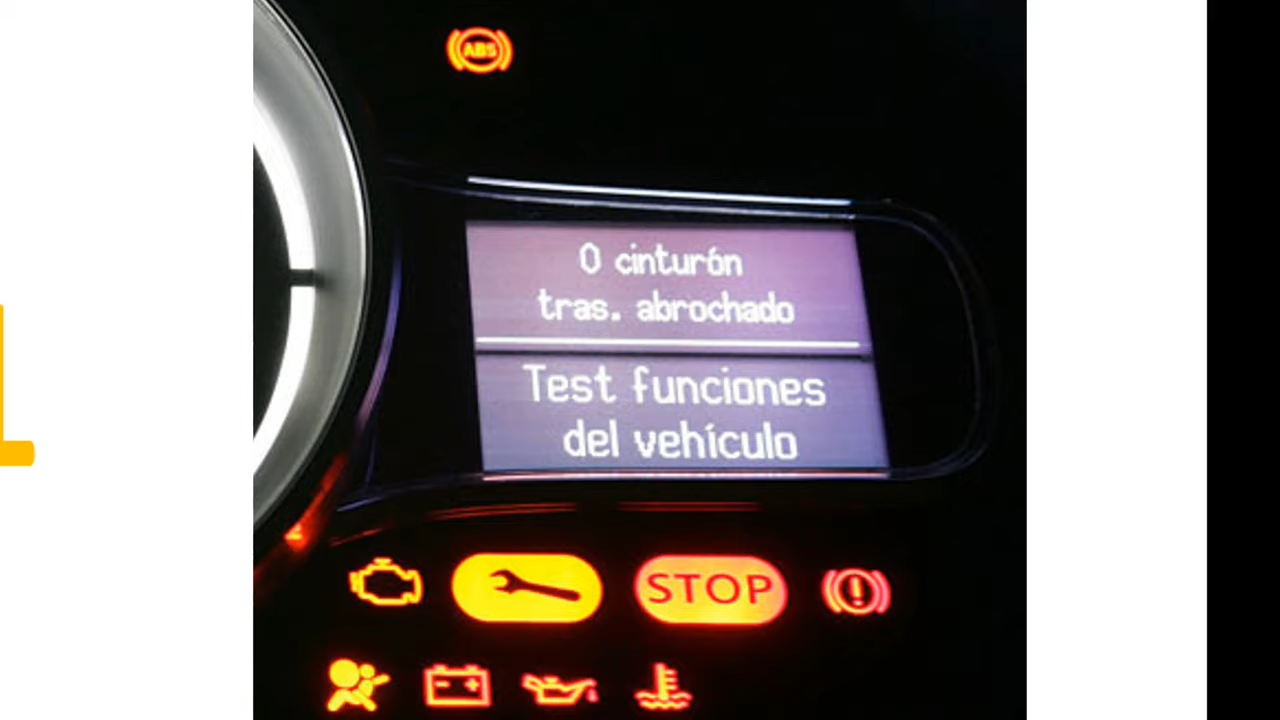 ABS
0 cinturón
tras. abrochado
Test funciones
del vehículo
STOP